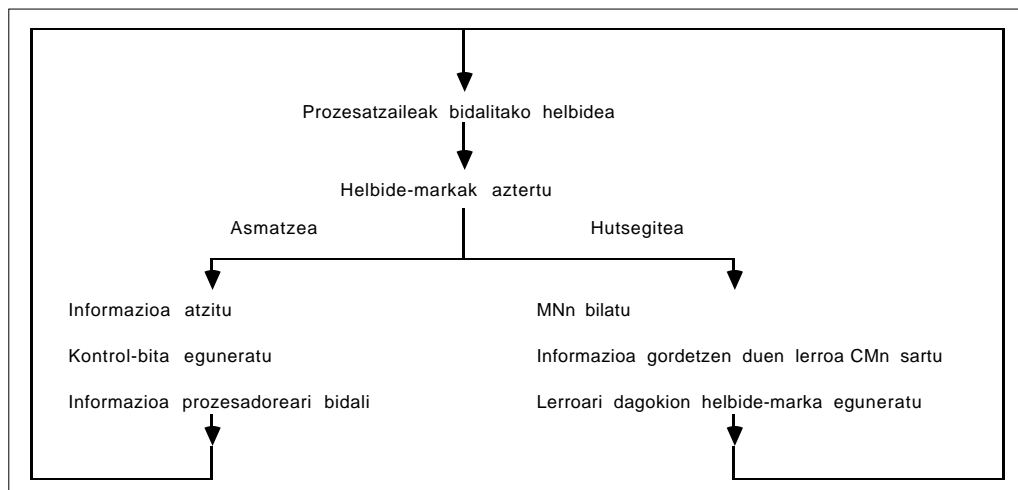 Prozesatzaileak bidalitako helbidea
Helbide-markak aztertu
Asmatzea
Hutsegitea
Informazioa atzitu
Kontrol-bita eguneratu
Informazioa prozesadoreari bidali
MNn bilatu
Informazioa gordetzen duen lerroa CMn sartu
Lerroari dagokion helbide-marka eguneratu